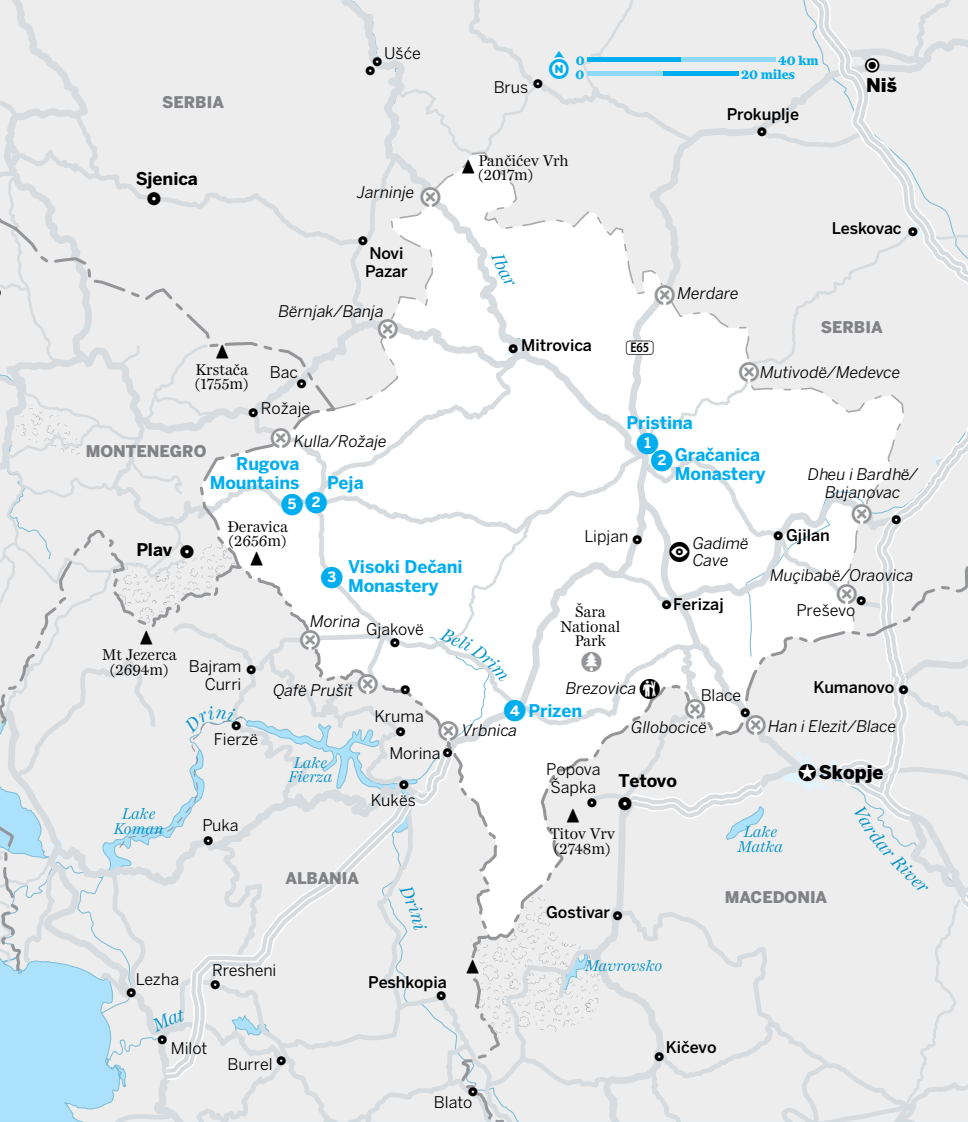 Ušće
0
40 km
N
0
20 miles
Niš
Brus
SERBIA
Prokuplje
Pančićev Vrh
(2017m)
Sjenica
Jarninje
Leskovac
Novi
Pazar
Ibar
Merdare
Bërnjak/Banja
SERBIA
Mitrovica
E65
Krstača
(1755m)
Bac
Mutivodë/Medevce
Rožaje
Pristina
1
Kulla/Rožaje
MONTENEGRO
2
Gračanica
Monastery
Rugova
Mountains
Peja
5
2
Dheu i Bardhë/
Bujanovac
Đeravica
(2656m)
Lipjan
Gjilan
Gadimë
Cave
Plav
3
Visoki Dečani
Monastery
Muçibabë/Oraovica
Preševo
Ferizaj
Šara
National
Park
Morina
Gjakovë
Beli Drim
Mt Jezerca
(2694m)
Bajram
Curri
Qafë Prušit
Brezovica
Blace
Kumanovo
4
Prizen
Drini
Kruma
Fierzë
Vrbnica
Gllobocicë
Han i Elezit/Blace
Morina
Lake
Fierza
Popova
Šapka
Tetovo
Skopje
Kukës
Lake
Koman
Puka
Titov Vrv
(2748m)
Lake
Matka
Vardar River
ALBANIA
Drini
MACEDONIA
Gostivar
Mavrovsko
Lezha
Rresheni
Peshkopia
Mat
Milot
Burrel
Kičevo
Blato